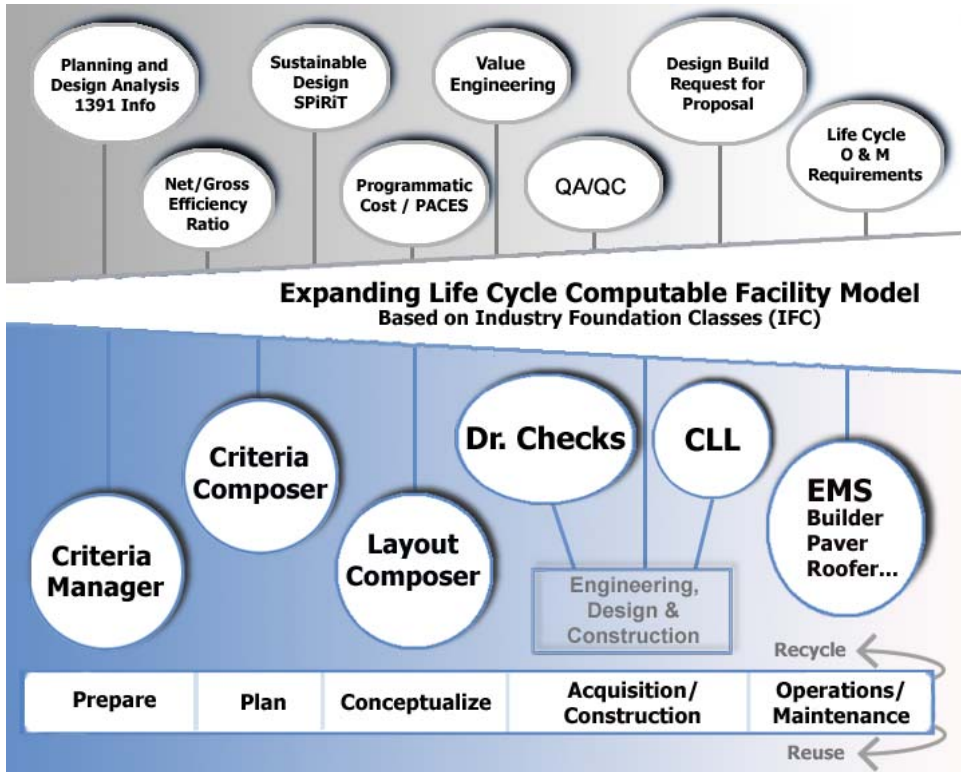 Planning and
Design Analysis
1391 Info
Sustainable
Design
SPiRiT
Value
Engineering
Design Build
Request for
Proposal
Net/Gross
Efficiency
Ratio
Programmatic
Cost / PACES
QA/QC
Life Cycle
O & M
Requirements
Expanding Life Cycle Computable Facility Model
Based on Industry Foundation Classes (IFC)
Criteria
Manager
Criteria
Composer
Layout
Composer
Dr. Checks
CLL
Engineering,
Design &
Construction
EMS
Builder
Paver
Roofer...
Recycle
Prepare
Plan
Conceptualize
Acquisition/
Construction
Operations/
Maintenance
Reuse